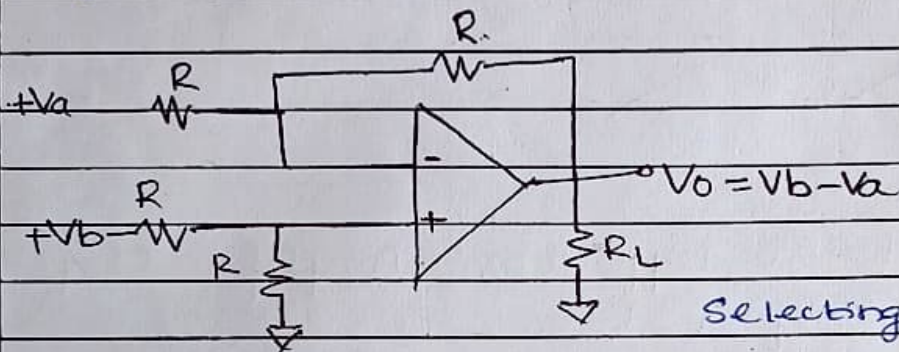 R.
R
+Va
-
Vo = Vb-Va
R
+Vb
+
R
RL
Selecting